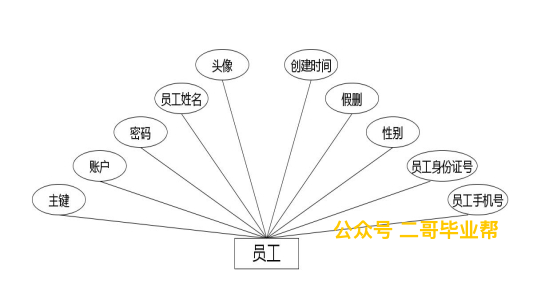 头像
创建时间
员工姓名
假删
密码
性别
账户
员工身份证号
主键
员工手机号
公众号 二哥毕业帮
员工